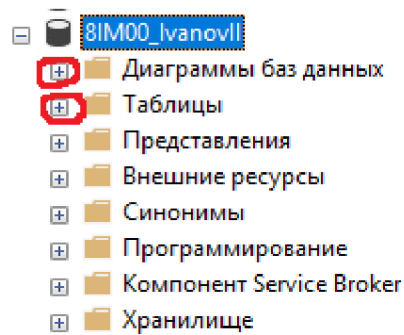 8IM00_IvanovII
Диаграммы баз данных
Таблицы
Представления
Внешние ресурсы
Синонимы
Программирование
Компонент Service Broker
Хранилище